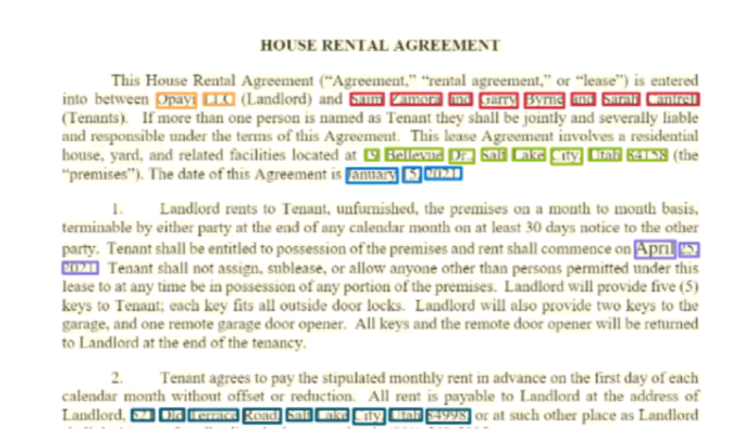 HOUSE RENTAL AGREEMENT
This House Rental Agreement (“Agreement,” “rental agreement,” or “lease”) is entered
into between Opayi LLC (Landlord) and Zamora and Garry Byrne and Sarah Cantrell
(Tenants). If more than one person is named as Tenant they shall be jointly and severally liable
and responsible under the terms of this Agreement. This lease Agreement involves a residential
house, yard, and related facilities located at Bellevue Dr., Salt Lake City, Utah 84158 (the
“premises”). The date of this Agreement is January 5, 2021
1. Landlord rents to Tenant, unfurnished, the premises on a month to month basis,
terminable by either party at the end of any calendar month on at least 30 days notice to the other
party. Tenant shall be entitled to possession of the premises and rent shall commence on April
2021 Tenant shall not assign, sublease, or allow anyone other than persons permitted under this
lease to at any time be in possession of any portion of the premises. Landlord will provide five (5)
keys to Tenant; each key fits all outside door locks. Landlord will also provide two keys to the
garage, and one remote garage door opener. All keys and the remote door opener will be returned
to Landlord at the end of the tenancy.
2. Tenant agrees to pay the stipulated monthly rent in advance on the first day of each
calendar month without offset or reduction. All rent is payable to Landlord at the address of
Landlord, Old Terrace Road, Salt Lake City, Utah 84998 or at such other place as Landlord